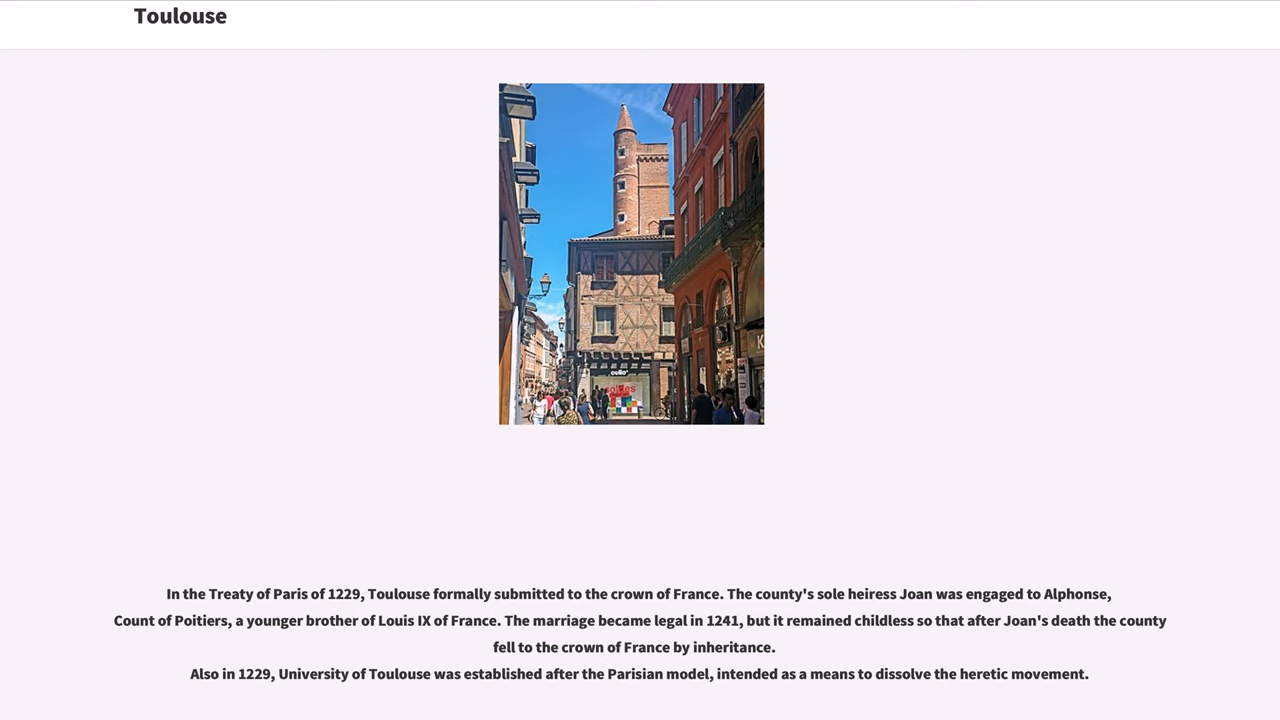 Toulouse
celio*
soldes
K
In the Treaty of Paris of 1229, Toulouse formally submitted to the crown of France. The county's sole heiress Joan was engaged to Alphonse,
Count of Poitiers, a younger brother of Louis IX of France. The marriage became legal in 1241, but it remained childless so that after Joan's death the county
fell to the crown of France by inheritance.
Also in 1229, University of Toulouse was established after the Parisian model, intended as a means to dissolve the heretic movement.